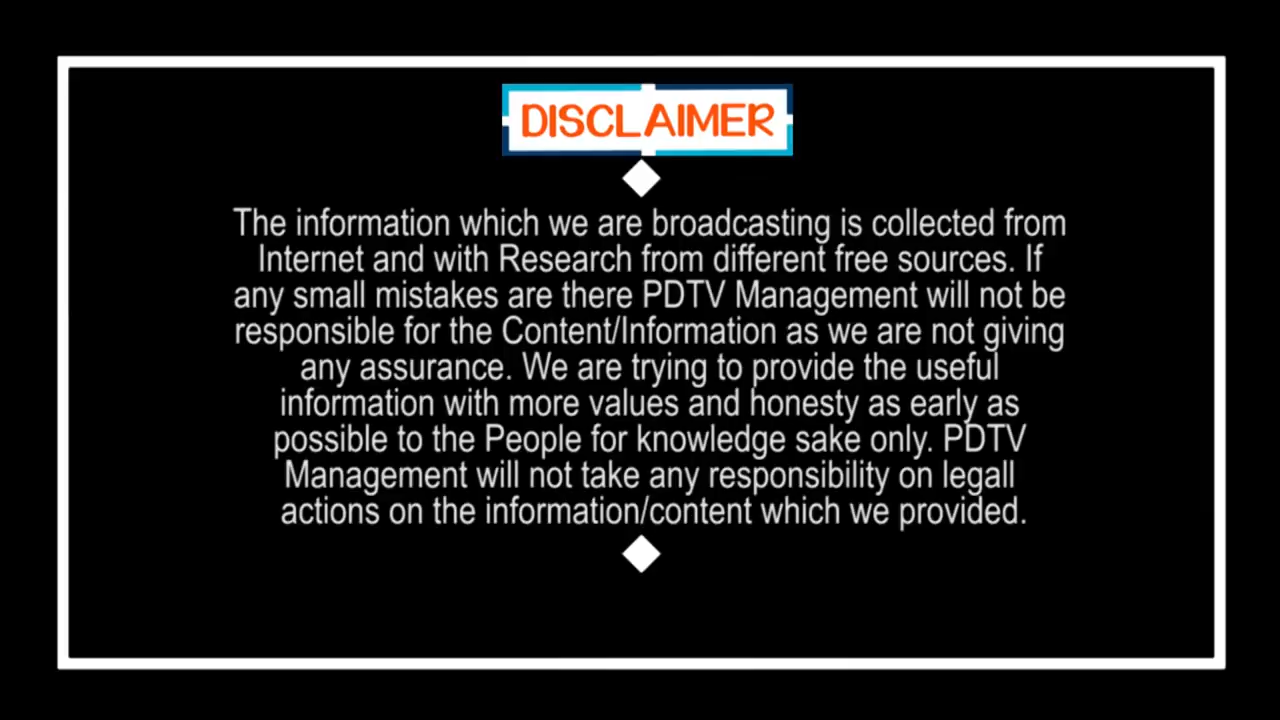 DISCLAIMER
The information which we are broadcasting is collected from
Internet and with Research from different free sources. If
any small mistakes are there PDTV Management will not be
responsible for the Content/Information as we are not giving
any assurance. We are trying to provide the useful
information with more values and honesty as early as
possible to the People for knowledge sake only. PDTV
Management will not take any responsibility on legall
actions on the information/content which we provided.